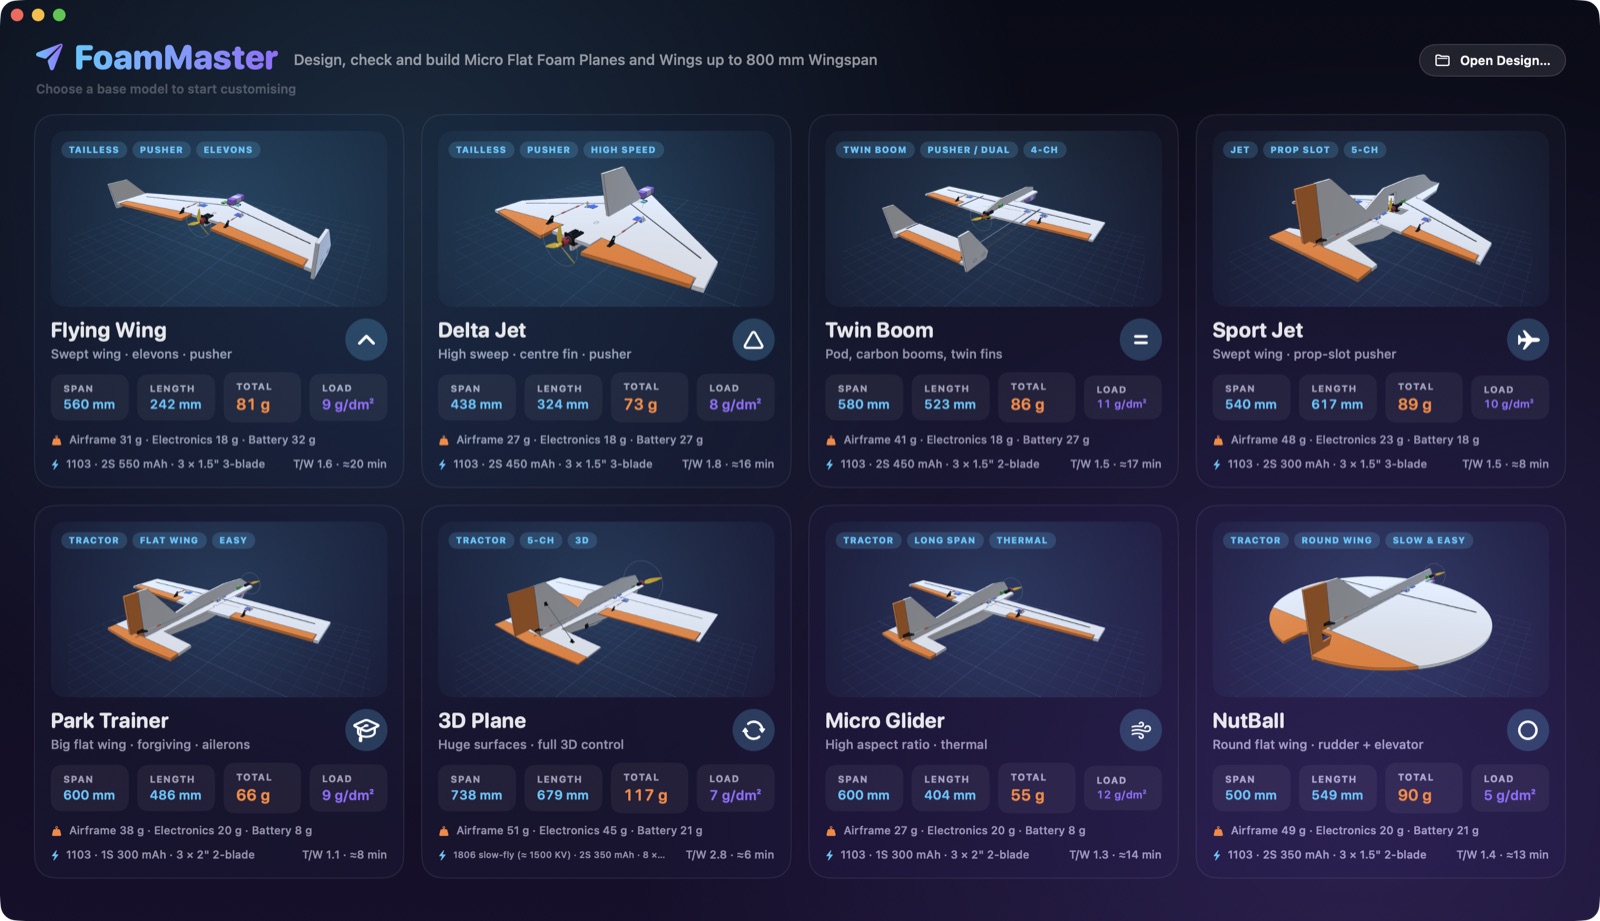 FoamMaster
Design, check and build Micro Flat Foam Planes and Wings up to 800 mm Wingspan
Open Design...
Choose a base model to start customising
TAILLESS PUSHER ELEVONS
Flying Wing
Swept wing · elevons · pusher
SPAN LENGTH TOTAL LOAD
560 mm 242 mm 81 g 9 g/dm²
Airframe 31 g · Electronics 18 g · Battery 32 g
1103 · 2S 550 mAh · 3 × 1.5" 3-blade T/W 1.6 · ≈20 min
TAILLESS PUSHER HIGH SPEED
Delta Jet
High sweep · centre fin · pusher
SPAN LENGTH TOTAL LOAD
438 mm 324 mm 73 g 8 g/dm²
Airframe 27 g · Electronics 18 g · Battery 27 g
1103 · 2S 450 mAh · 3 × 1.5" 3-blade T/W 1.8 · ≈16 min
TWIN BOOM PUSHER / DUAL 4-CH
Twin Boom
Pod, carbon booms, twin fins
SPAN LENGTH TOTAL LOAD
580 mm 523 mm 86 g 11 g/dm²
Airframe 41 g · Electronics 18 g · Battery 27 g
1103 · 2S 450 mAh · 3 × 1.5" 2-blade T/W 1.5 · ≈17 min
JET PROP SLOT 5-CH
Sport Jet
Swept wing · prop-slot pusher
SPAN LENGTH TOTAL LOAD
540 mm 617 mm 89 g 10 g/dm²
Airframe 48 g · Electronics 23 g · Battery 18 g
1103 · 2S 300 mAh · 3 × 1.5" 3-blade T/W 1.5 · ≈8 min
TRACTOR FLAT WING EASY
Park Trainer
Big flat wing · forgiving · ailerons
SPAN LENGTH TOTAL LOAD
600 mm 486 mm 66 g 9 g/dm²
Airframe 38 g · Electronics 20 g · Battery 8 g
1103 · 1S 300 mAh · 3 × 2" 2-blade T/W 1.1 · ≈8 min
TRACTOR 5-CH 3D
3D Plane
Huge surfaces · full 3D control
SPAN LENGTH TOTAL LOAD
738 mm 679 mm 117 g 7 g/dm²
Airframe 51 g · Electronics 45 g · Battery 21 g
1806 slow-fly (≈ 1500 KV) · 2S 350 mAh · 8 ×... T/W 2.8 · ≈6 min
TRACTOR LONG SPAN THERMAL
Micro Glider
High aspect ratio · thermal
SPAN LENGTH TOTAL LOAD
600 mm 404 mm 55 g 12 g/dm²
Airframe 27 g · Electronics 20 g · Battery 8 g
1103 · 1S 300 mAh · 3 × 2" 2-blade T/W 1.3 · ≈14 min
TRACTOR ROUND WING SLOW & EASY
NutBall
Round flat wing · rudder + elevator
SPAN LENGTH TOTAL LOAD
500 mm 549 mm 90 g 5 g/dm²
Airframe 49 g · Electronics 20 g · Battery 21 g
1103 · 2S 350 mAh · 3 × 1.5" 2-blade T/W 1.4 · ≈13 min